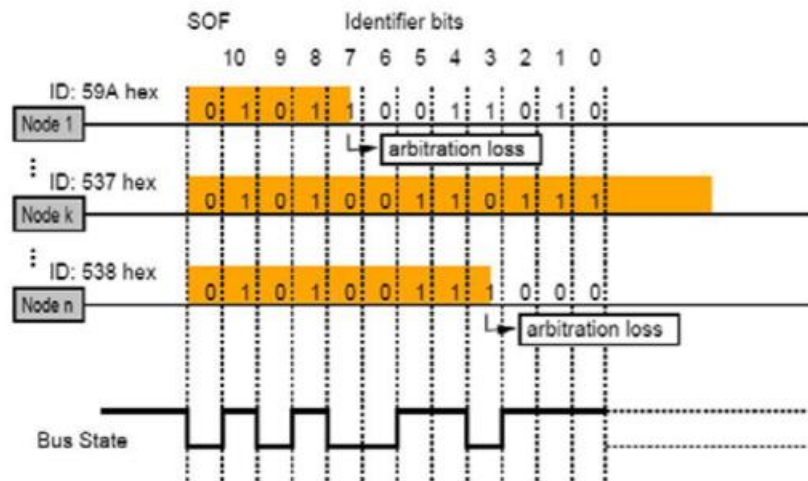 SOF Identifier bits
10 9 8 7 6 5 4 3 2 1 0
ID: 59A hex
Node 1
0 1 0 1 1 0 0 1 1 0 1 0
arbitration loss
ID: 537 hex
Node k
0 1 0 1 0 0 1 1 0 1 1 1
ID: 538 hex
Node n
0 1 0 1 0 0 1 1 1 0 0 0
arbitration loss
Bus State